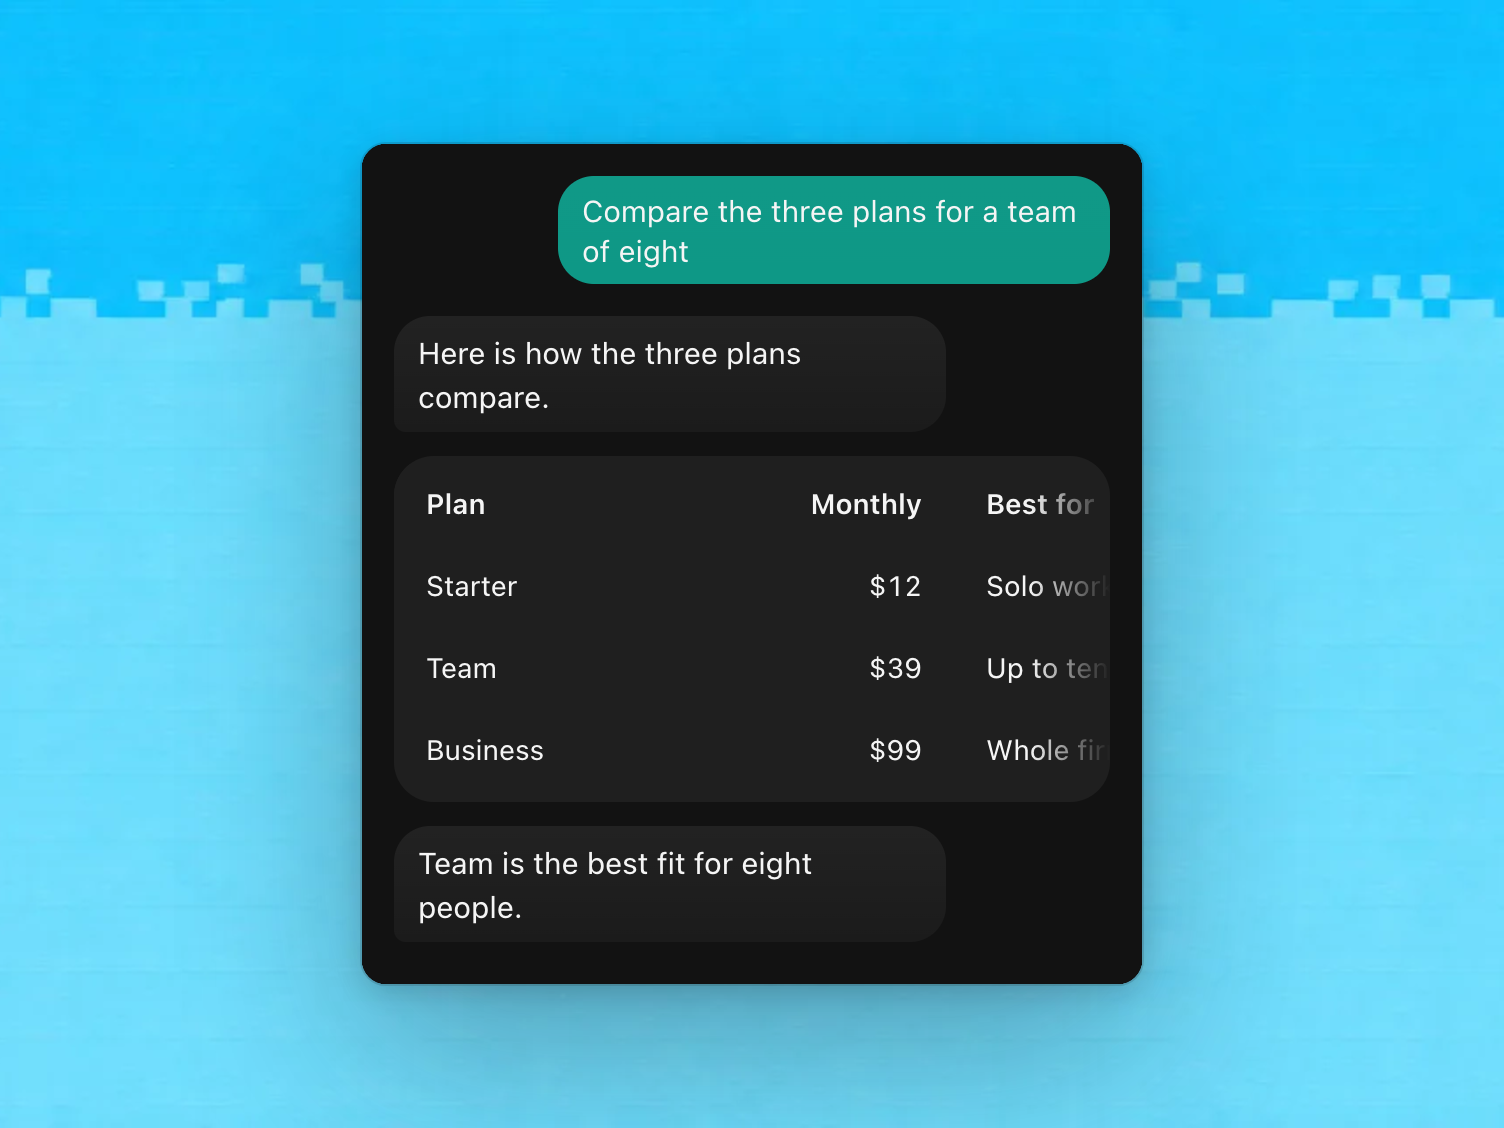 Compare the three plans for a team
of eight
Here is how the three plans
compare.
Plan Monthly Best for
Starter $12 Solo
Team $39 Up to ten
Business $99 Whole
Team is the best fit for eight
people.